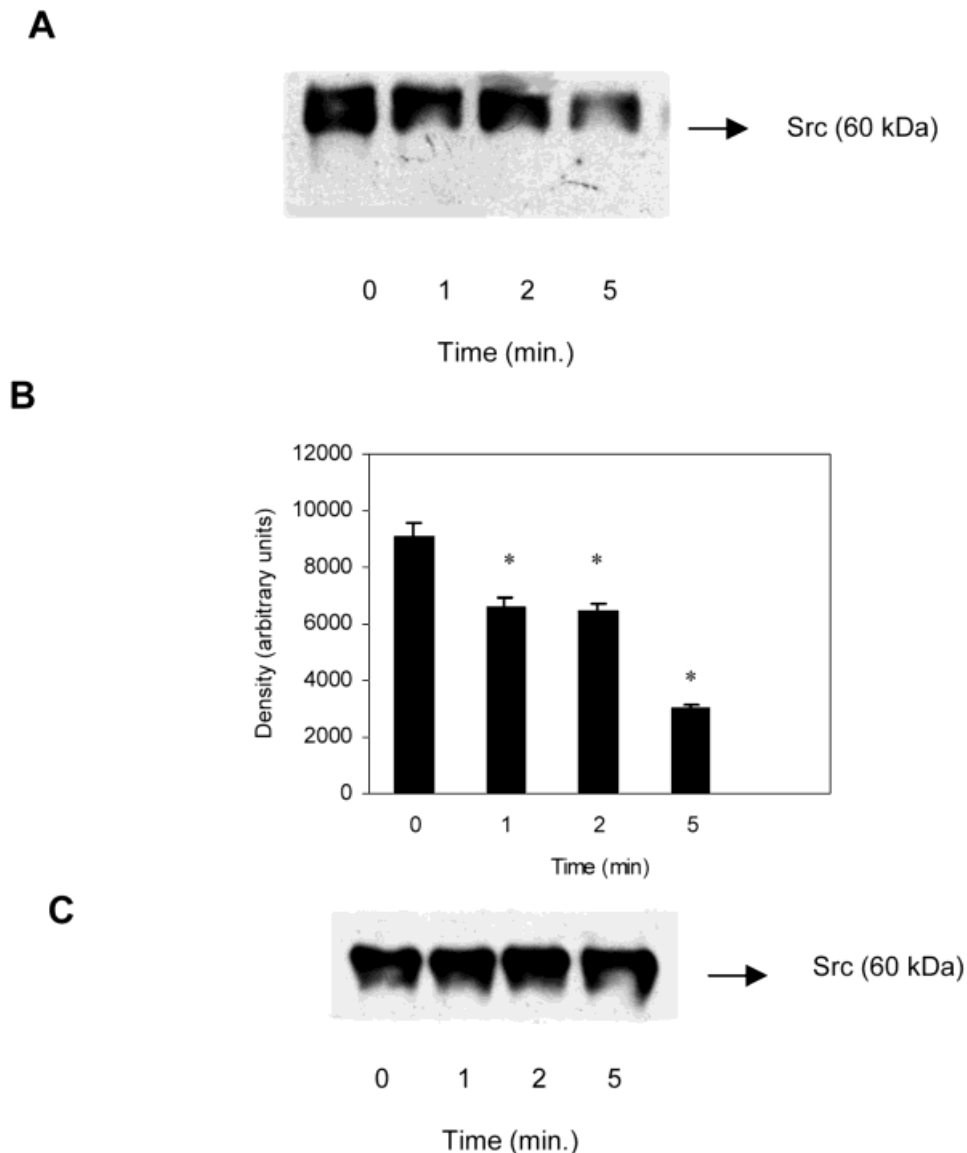 A
Src (60 kDa)
0 1 2 5
Time (min.)
B
Density (arbitrary units)
12000
10000
8000
6000
4000
2000
0
* * *
0 1 2 5
Time (min)
C
Src (60 kDa)
0 1 2 5
Time (min.)